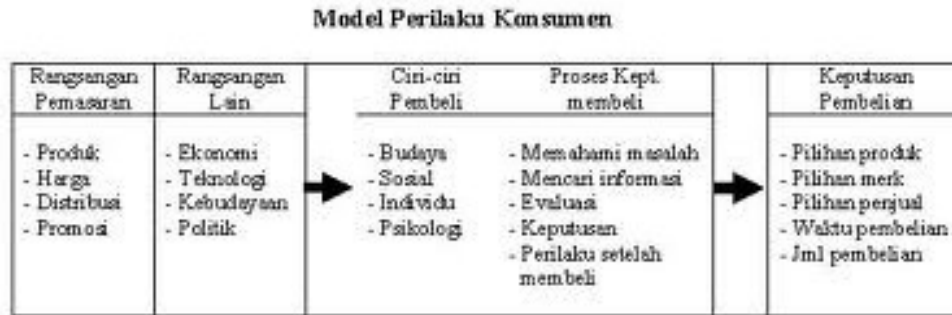 Model Perilaku Konsumen
Rangsangan
Pemasaran
- Produk
- Harga
- Distribusi
- Promosi
Rangsangan
Lain
- Ekonomi
- Teknologi
- Kebudayaan
- Politik
Ciri-ciri
Pembeli
- Budaya
- Sosial
- Individu
- Psikologi
Proses Kept.
membeli
- Memahami masalah
- Mencari informasi
- Evaluasi
- Keputusan
- Perilaku setelah
membeli
Keputusan
Pembelian
- Pilihan produk
- Pilihan merk
- Pilihan penjual
- Waktu pembelian
- Jml pembelian